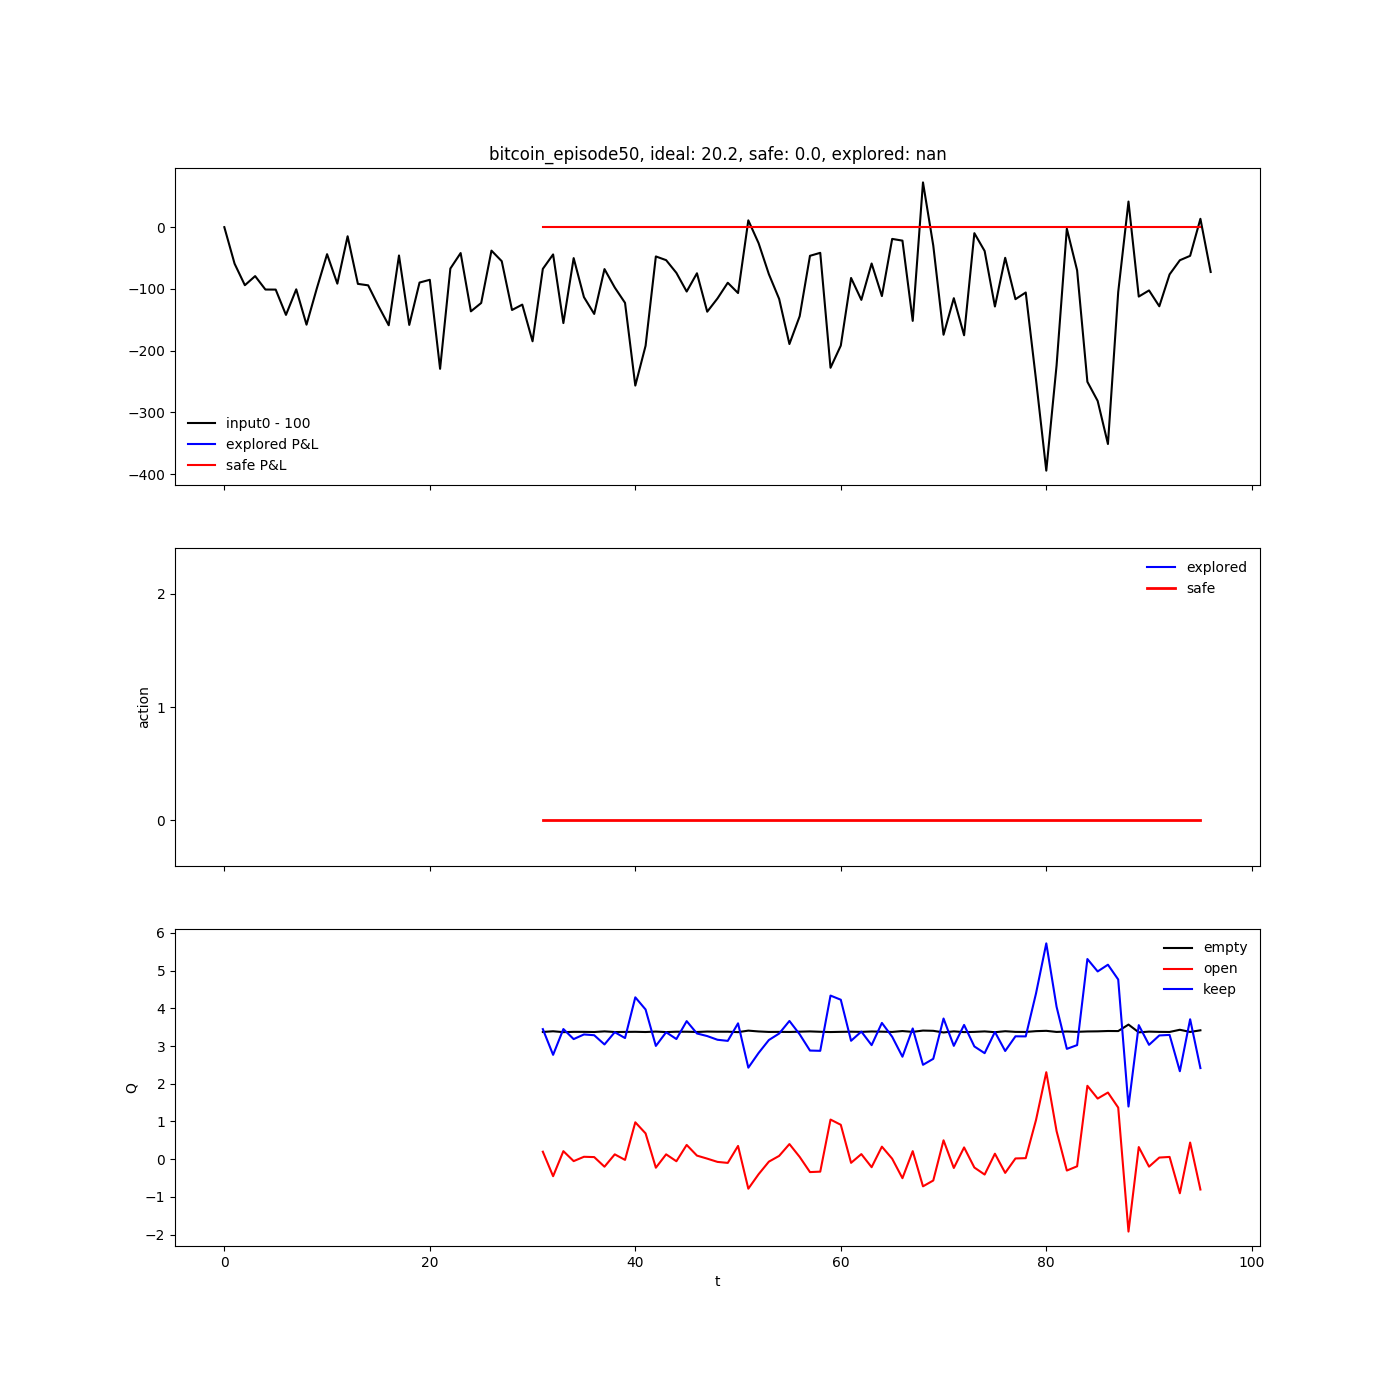 bitcoin_episode50, ideal: 20.2, safe: 0.0, explored: nan
0
−100
−200
−300
−400
input0 - 100
explored P&L
safe P&L
2
1
0
action
explored
safe
6
5
4
3
2
1
0
−1
−2
Q
empty
open
keep
0 20 40 60 80 100
t